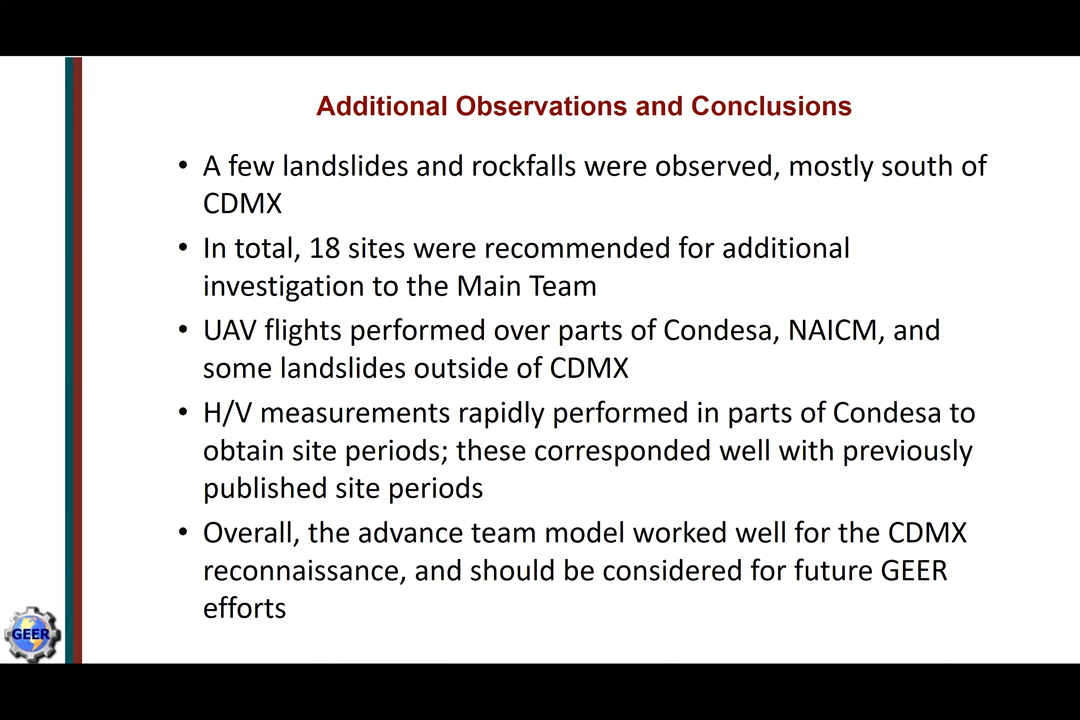 Additional Observations and Conclusions
• A few landslides and rockfalls were observed, mostly south of
CDMX
• In total, 18 sites were recommended for additional
investigation to the Main Team
• UAV flights performed over parts of Condesa, NAICM, and
some landslides outside of CDMX
• H/V measurements rapidly performed in parts of Condesa to
obtain site periods; these corresponded well with previously
published site periods
• Overall, the advance team model worked well for the CDMX
reconnaissance, and should be considered for future GEER
efforts
GEER